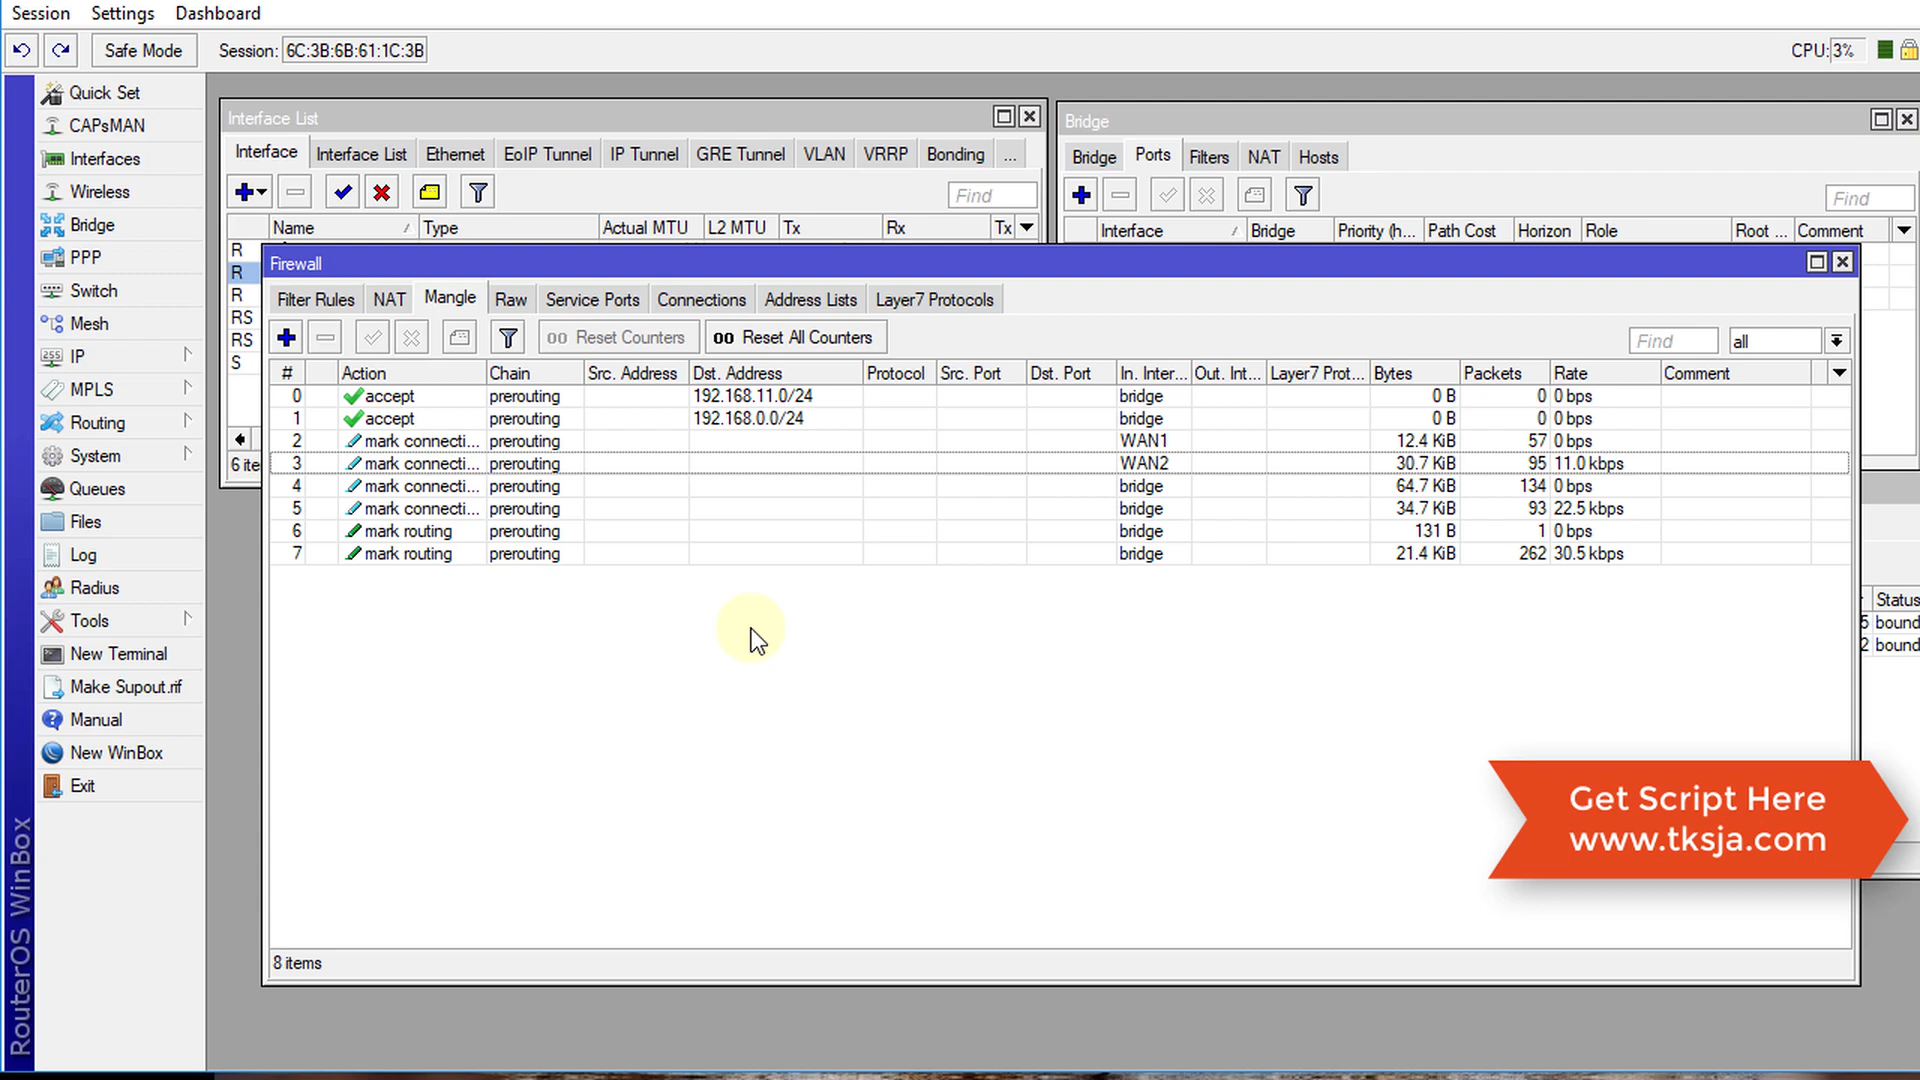 Session Settings Dashboard
Safe Mode Session: 6C:3B:6B:61:1C:3B CPU: 3%
Quick Set
CAPsMAN
Interfaces
Wireless
Bridge
PPP
Switch
Mesh
IP
MPLS
Routing
System
Queues
Files
Log
Radius
Tools
New Terminal
Make Supout.rif
Manual
New WinBox
Exit
RouterOS WinBox
Interface List
Interface Interface List Ethernet EoIP Tunnel IP Tunnel GRE Tunnel VLAN VRRP Bonding ...
Find
Name Type Actual MTU L2 MTU Tx Rx Tx
R
R
R
RS
RS
S
6 ite
Bridge
Bridge Ports Filters NAT Hosts
Find
Interface Bridge Priority (h... Path Cost Horizon Role Root ... Comment
Firewall
Filter Rules NAT Mangle Raw Service Ports Connections Address Lists Layer7 Protocols
00 Reset Counters 00 Reset All Counters Find all
# Action Chain Src. Address Dst. Address Protocol Src. Port Dst. Port In. Inter... Out. Int... Layer7 Prot... Bytes Packets Rate Comment
0 accept prerouting 192.168.11.0/24 bridge 0 B 0 0 bps
1 accept prerouting 192.168.0.0/24 bridge 0 B 0 0 bps
2 mark connecti... prerouting WAN1 12.4 KiB 57 0 bps
3 mark connecti... prerouting WAN2 30.7 KiB 95 11.0 kbps
4 mark connecti... prerouting bridge 64.7 KiB 134 0 bps
5 mark connecti... prerouting bridge 34.7 KiB 93 22.5 kbps
6 mark routing prerouting bridge 131 B 1 0 bps
7 mark routing prerouting bridge 21.4 KiB 262 30.5 kbps
8 items
Status
5 bound
2 bound
Get Script Here
www.tksja.com